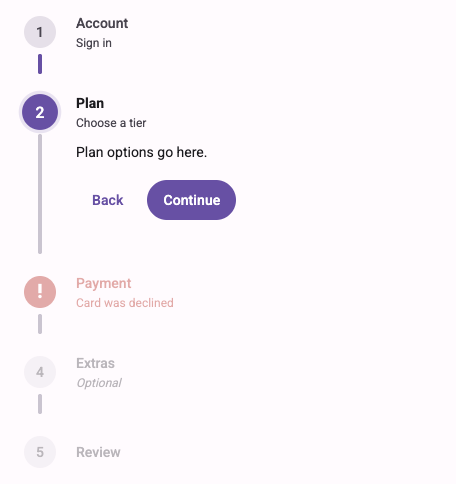 1
Account
Sign in
2
Plan
Choose a tier
Plan options go here.
Back Continue
!
Payment
Card was declined
4
Extras
Optional
5
Review